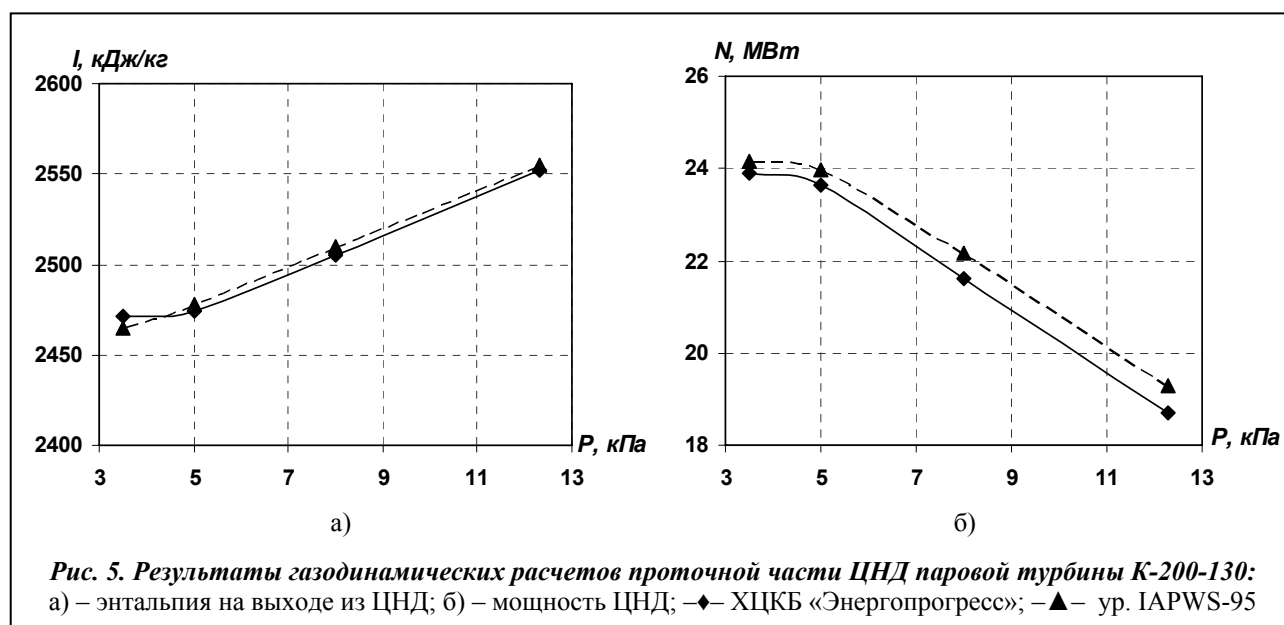 I, кДж/кг
2600
2550
2500
2450
2400
3 5 7 9 11 13
P, кПа
а)
N, МВт
26
24
22
20
18
3 5 7 9 11 13
P, кПа
б)
Рис. 5. Результаты газодинамических расчетов проточной части ЦНД паровой турбины К-200-130:
а) – энтальпия на выходе из ЦНД; б) – мощность ЦНД; –♦– ХЦКБ «Энергопрогресс»; –▲– ур. IAPWS-95